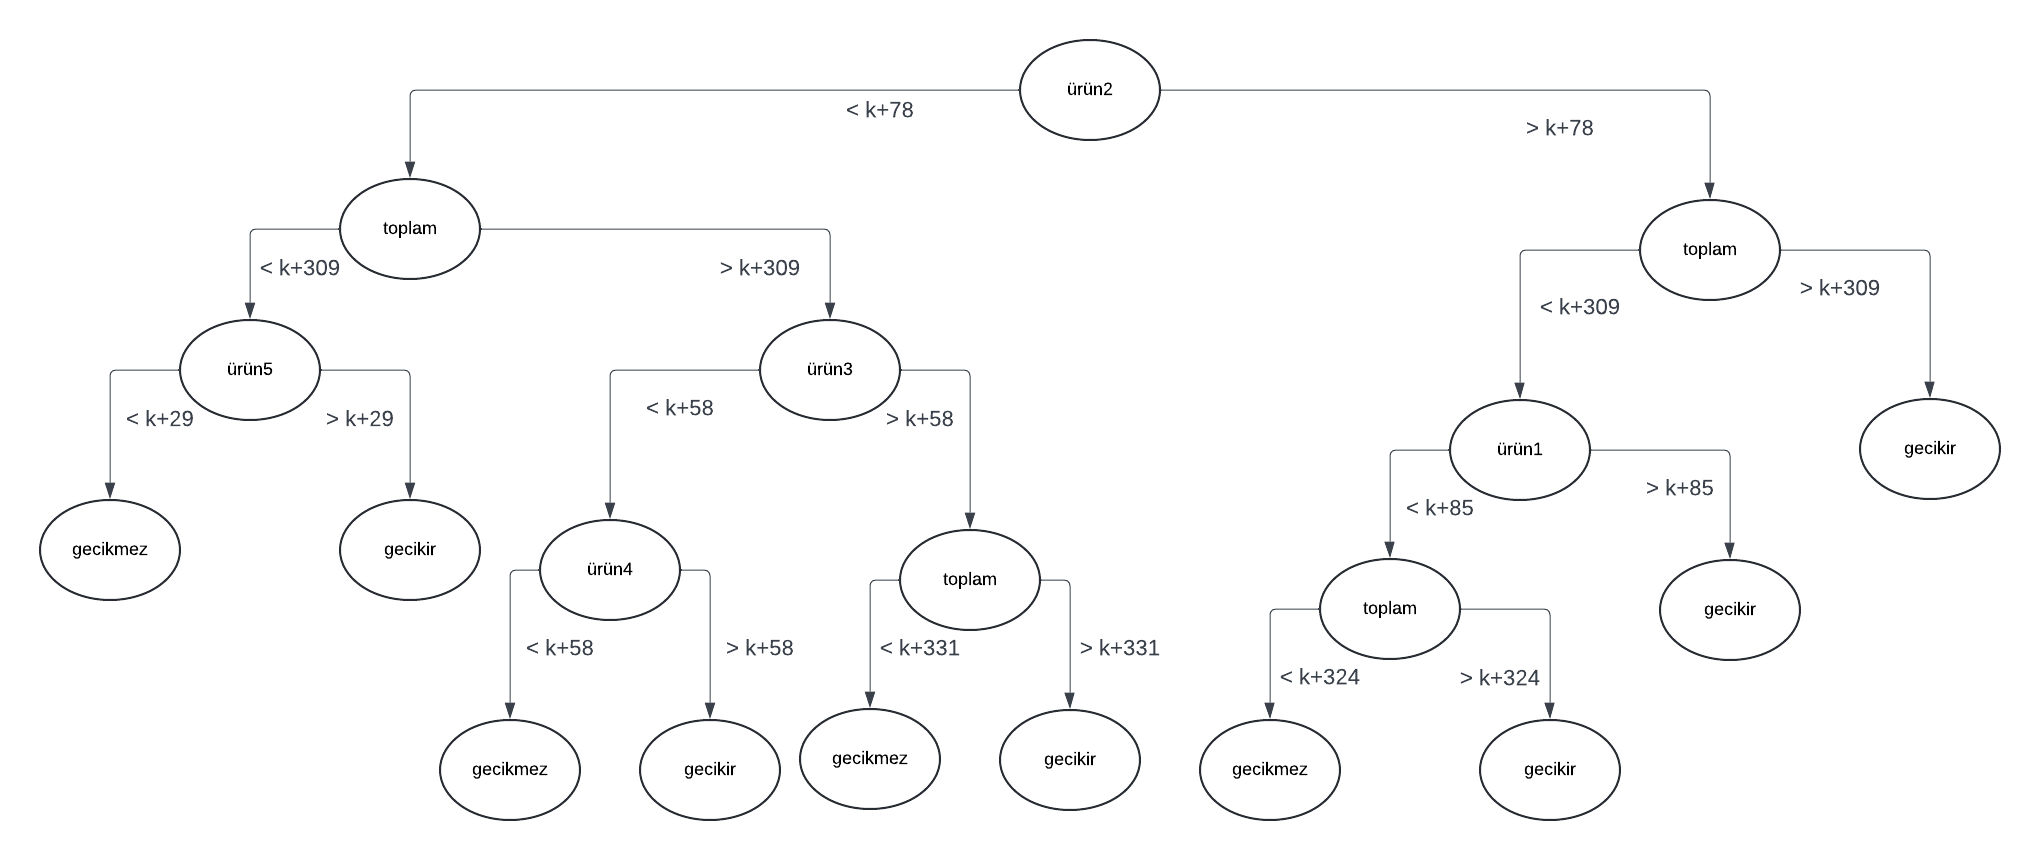 ürün2
< k+78
> k+78
toplam
toplam
< k+309
> k+309
< k+309
> k+309
ürün5
ürün3
< k+29
> k+29
< k+58
> k+58
ürün1
gecikir
< k+85
> k+85
gecikmez
gecikir
ürün4
toplam
toplam
gecikir
< k+58
> k+58
< k+331
> k+331
< k+324
> k+324
gecikmez
gecikir
gecikmez
gecikir
gecikmez
gecikir